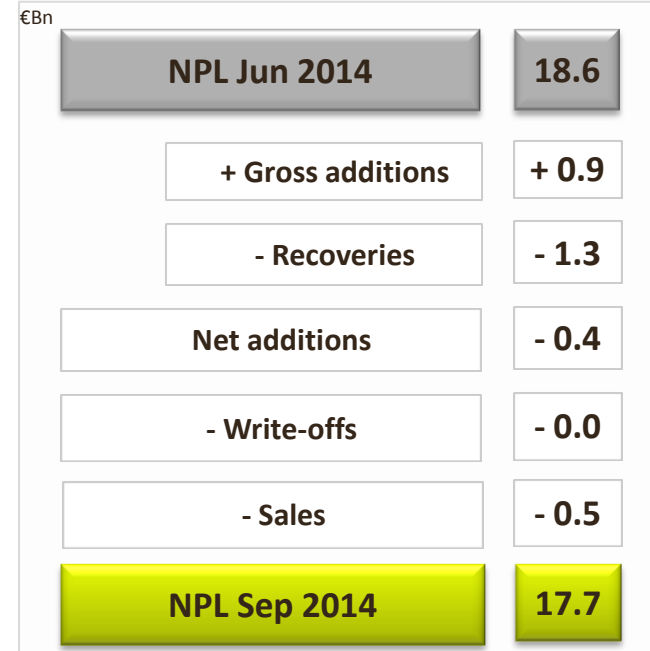 €Bn
NPL Jun 2014 18.6
+ Gross additions + 0.9
- Recoveries - 1.3
Net additions - 0.4
- Write-offs - 0.0
- Sales - 0.5
NPL Sep 2014 17.7